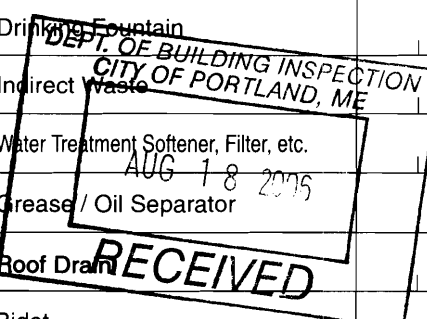 Drinking Fountain
DEPT. OF BUILDING INSPECTION
CITY OF PORTLAND, ME
Indirect Waste
Water Treatment Softener, Filter, etc.
AUG 18 2006
Grease / Oil Separator
Roof Drain
RECEIVED
Bidet